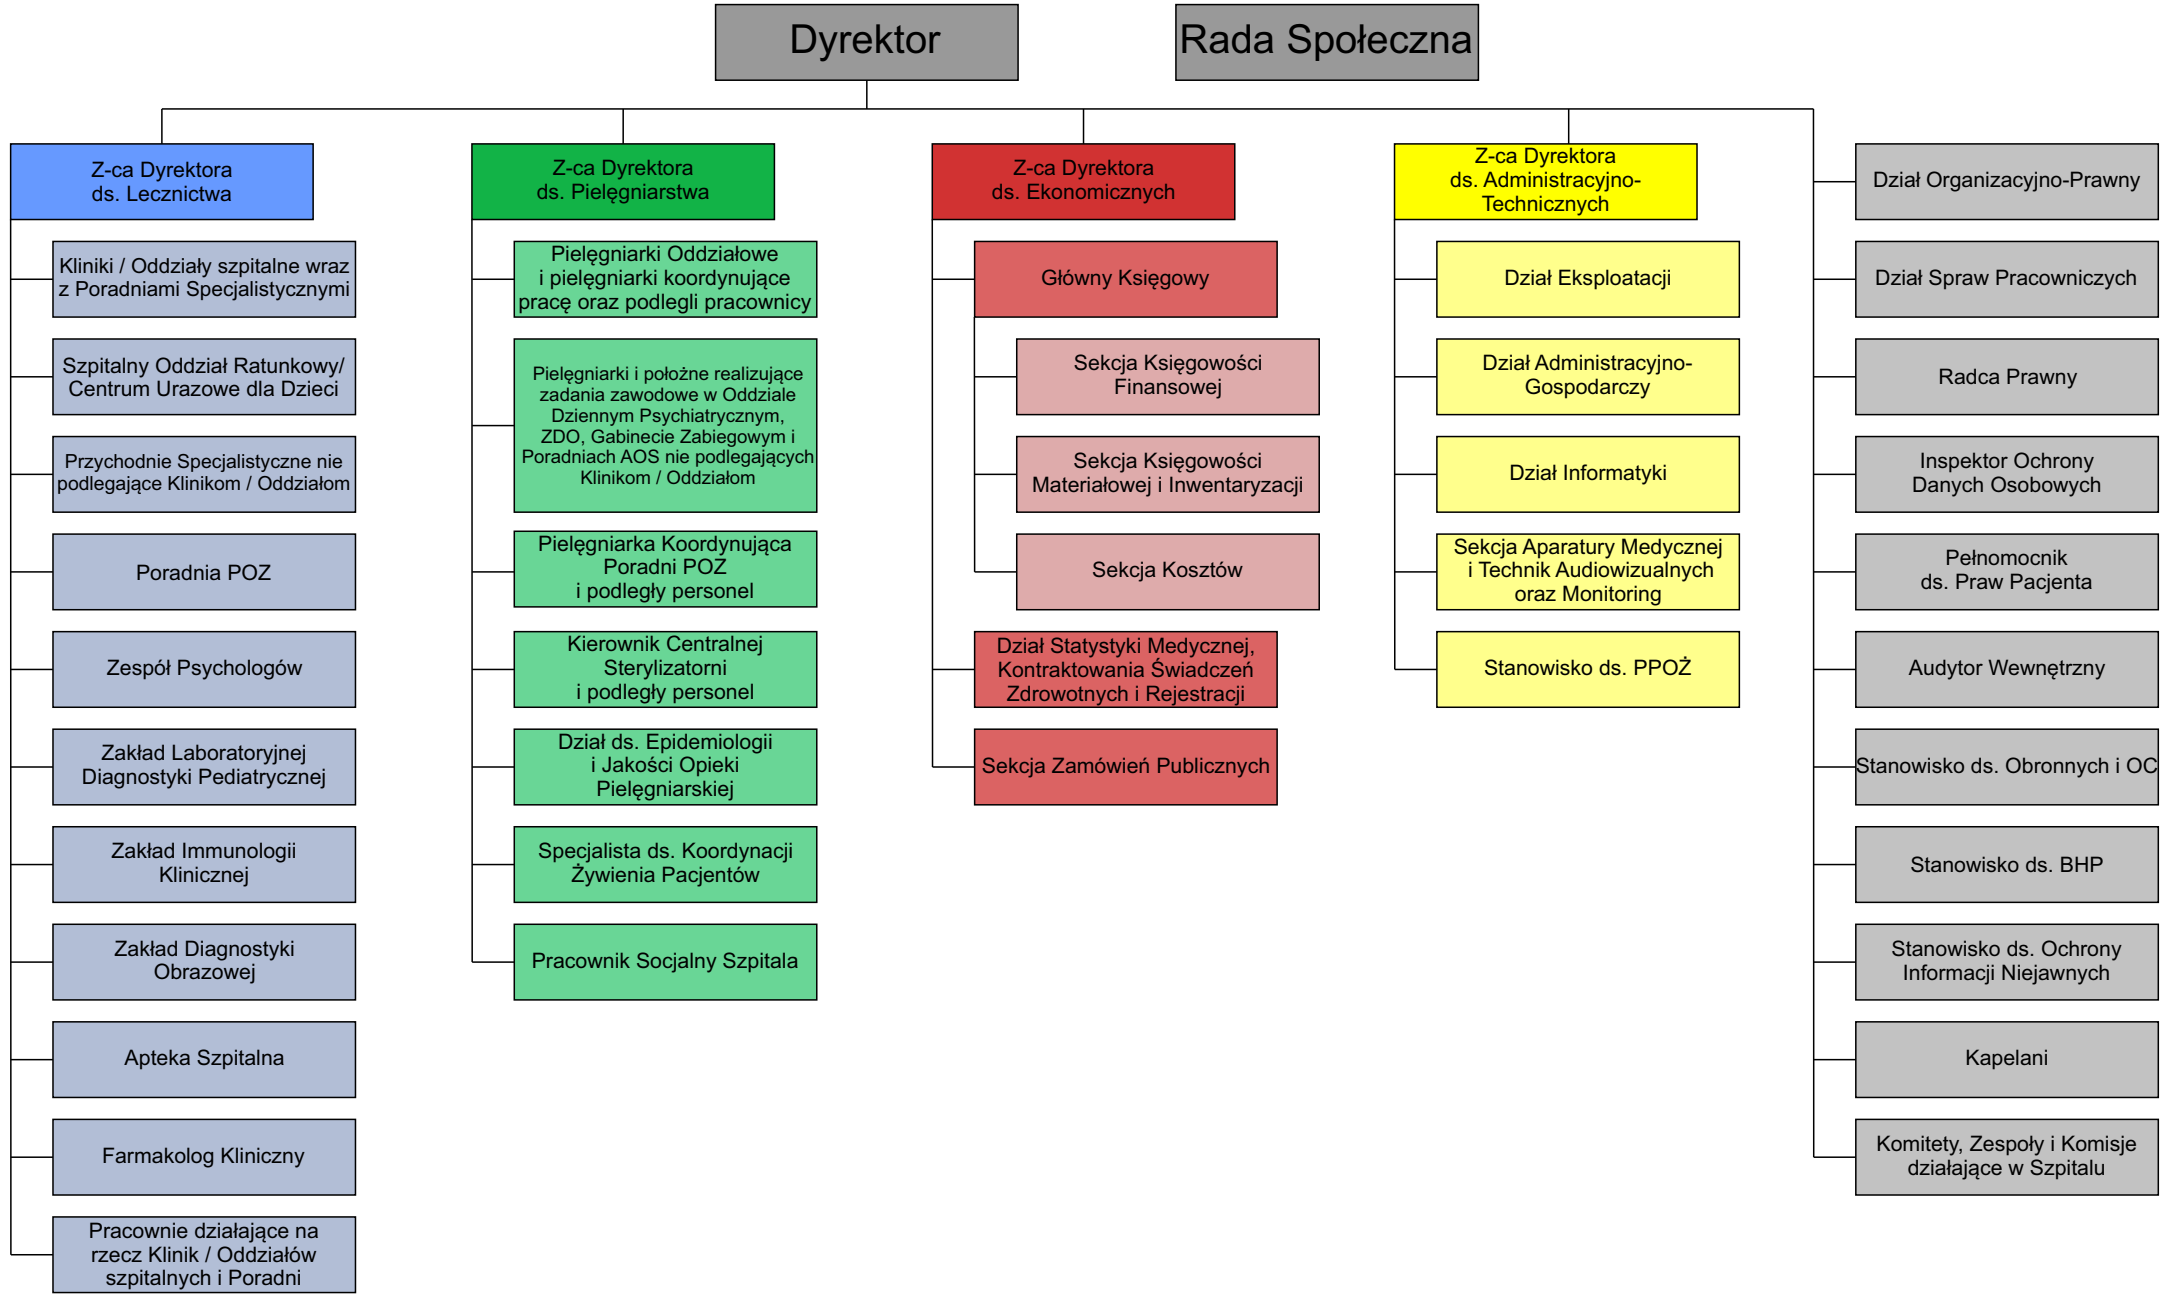 Dyrektor
Rada Społeczna
Z-ca Dyrektora
ds. Lecznictwa
Kliniki / Oddziały szpitalne wraz
z Poradniami Specjalistycznymi
Szpitalny Oddział Ratunkowy/
Centrum Urazowe dla Dzieci
Przychodnie Specjalistyczne nie
podlegające Klinikom / Oddziałom
Poradnia POZ
Zespół Psychologów
Zakład Laboratoryjnej
Diagnostyki Pediatrycznej
Zakład Immunologii
Klinicznej
Zakład Diagnostyki
Obrazowej
Apteka Szpitalna
Farmakolog Kliniczny
Pracownie działające na
rzecz Klinik / Oddziałów
szpitalnych i Poradni
Z-ca Dyrektora
ds. Pielęgniarstwa
Pielęgniarki Oddziałowe
i pielęgniarki koordynujące
pracę oraz podlegli pracownicy
Pielęgniarki i położne realizujące
zadania zawodowe w Oddziale
Dziennym Psychiatrycznym,
ZDO, Gabinecie Zabiegowym i
Poradniach AOS nie podlegających
Klinikom / Oddziałom
Pielęgniarka Koordynująca
Poradni POZ
i podległy personel
Kierownik Centralnej
Sterylizatorni
i podległy personel
Dział ds. Epidemiologii
i Jakości Opieki
Pielęgniarskiej
Specjalista ds. Koordynacji
Żywienia Pacjentów
Pracownik Socjalny Szpitala
Z-ca Dyrektora
ds. Ekonomicznych
Główny Księgowy
Sekcja Księgowości
Finansowej
Sekcja Księgowości
Materiałowej i Inwentaryzacji
Sekcja Kosztów
Dział Statystyki Medycznej,
Kontraktowania Świadczeń
Zdrowotnych i Rejestracji
Sekcja Zamówień Publicznych
Z-ca Dyrektora
ds. Administracyjno-
Technicznych
Dział Eksploatacji
Dział Administracyjno-
Gospodarczy
Dział Informatyki
Sekcja Aparatury Medycznej
i Technik Audiowizualnych
oraz Monitoring
Stanowisko ds. PPOŻ
Dział Organizacyjno-Prawny
Dział Spraw Pracowniczych
Radca Prawny
Inspektor Ochrony
Danych Osobowych
Pełnomocnik
ds. Praw Pacjenta
Audytor Wewnętrzny
Stanowisko ds. Obronnych i OC
Stanowisko ds. BHP
Stanowisko ds. Ochrony
Informacji Niejawnych
Kapelani
Komitety, Zespoły i Komisje
działające w Szpitalu